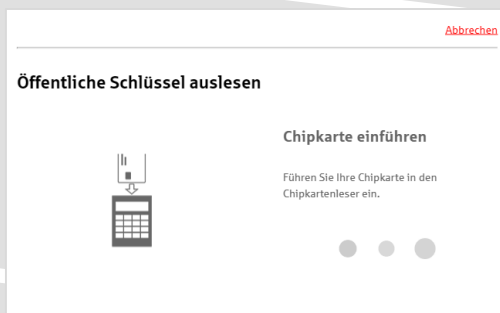 Abbrechen
Öffentliche Schlüssel auslesen
Chipkarte einführen
Führen Sie Ihre Chipkarte in den
Chipkartenleser ein.